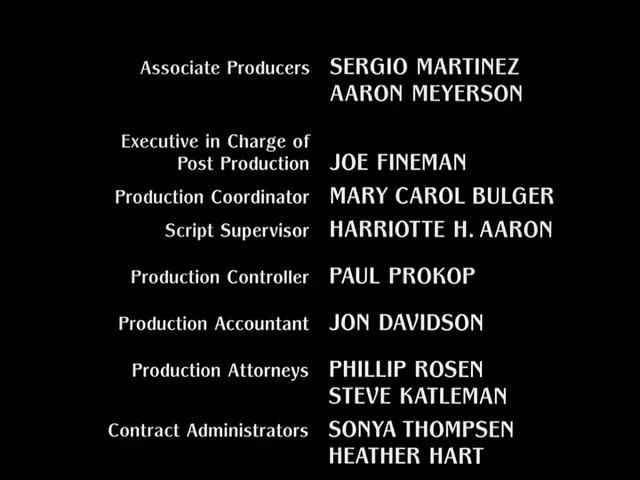 Associate Producers SERGIO MARTINEZ
AARON MEYERSON
Executive in Charge of
Post Production JOE FINEMAN
Production Coordinator MARY CAROL BULGER
Script Supervisor HARRIOTTE H. AARON
Production Controller PAUL PROKOP
Production Accountant JON DAVIDSON
Production Attorneys PHILLIP ROSEN
STEVE KATLEMAN
Contract Administrators SONYA THOMPSEN
HEATHER HART